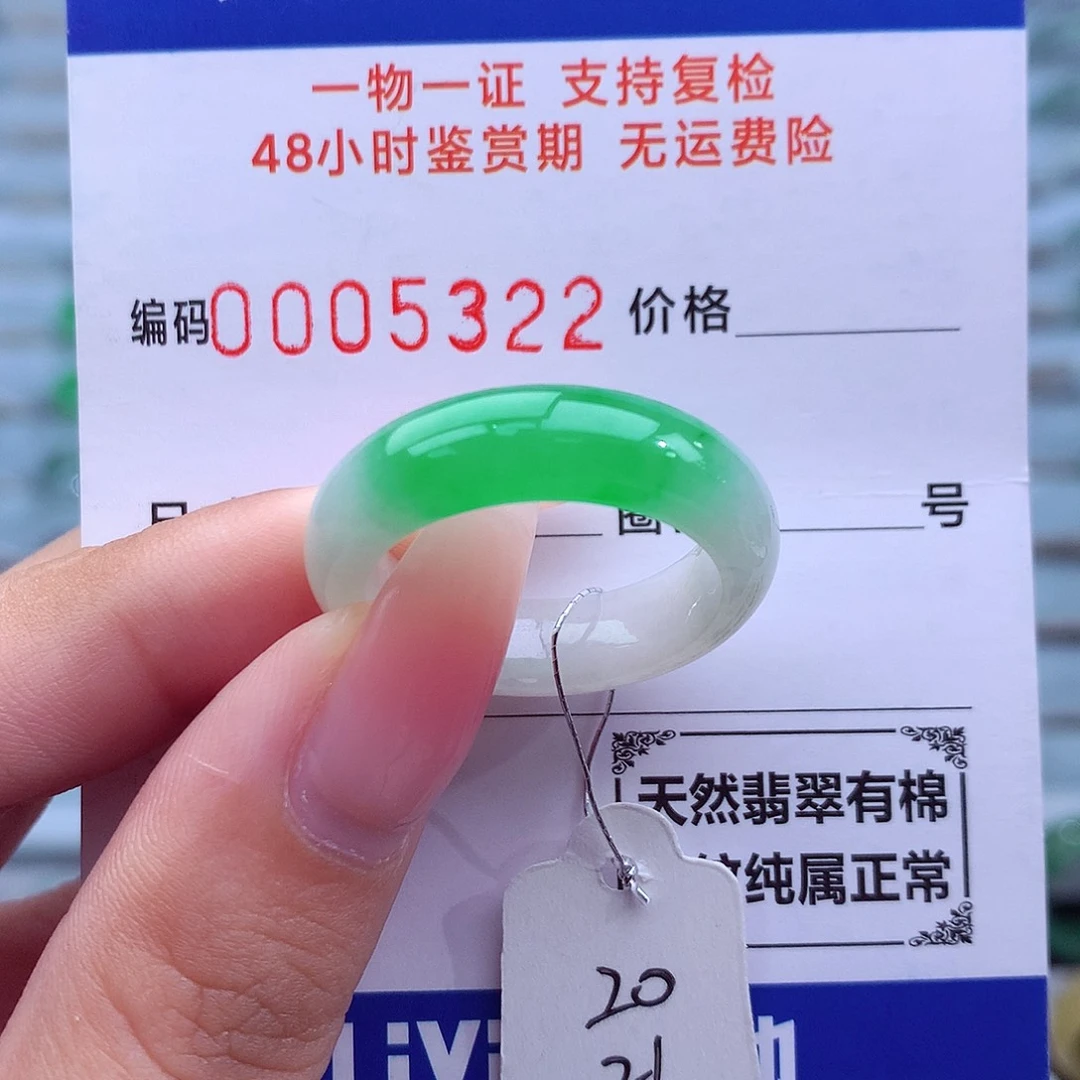 一物一证 支持复检
48小时鉴赏期 无运费险
编码0005322 价格
号
天然翡翠有棉
纯属正常
20